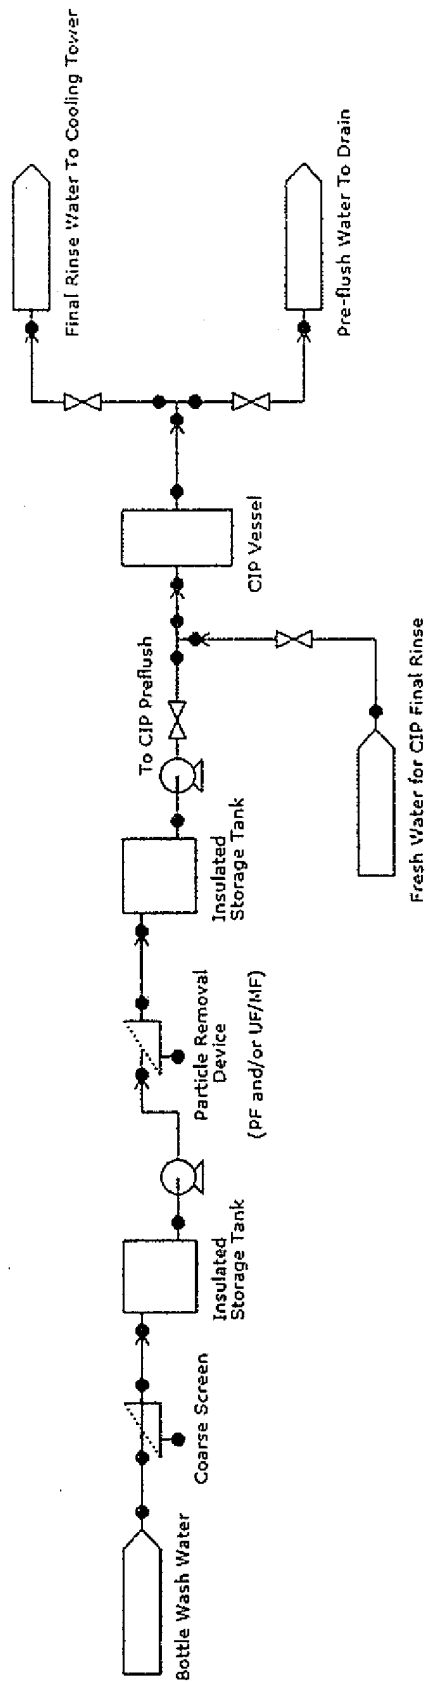 Bottle Wash Water
Coarse Screen
Insulated
Storage Tank
Particle Removal
Device
(PF and/or UF/MF)
Insulated
Storage Tank
To CIP Preflush
Fresh Water for CIP Final Rinse
CIP Vessel
Final Rinse Water To Cooling Tower
Pre-flush Water To Drain